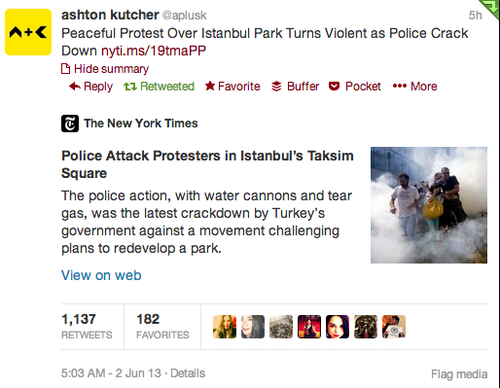 ashton kutcher @aplusk 5h
Peaceful Protest Over Istanbul Park Turns Violent as Police Crack
Down nyti.ms/19tmaPP
Hide summary
Reply Retweeted Favorite Buffer Pocket More
The New York Times
Police Attack Protesters in Istanbul's Taksim
Square
The police action, with water cannons and tear
gas, was the latest crackdown by Turkey's
government against a movement challenging
plans to redevelop a park.
View on web
1,137 182
RETWEETS FAVORITES
5:03 AM - 2 Jun 13 · Details Flag media